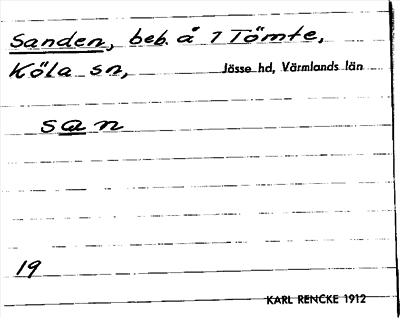 Sanden, beb. å 1 Tömte,
Köla sn, Jösse hd, Värmlands län
san
19
KARL RENCKE 1912